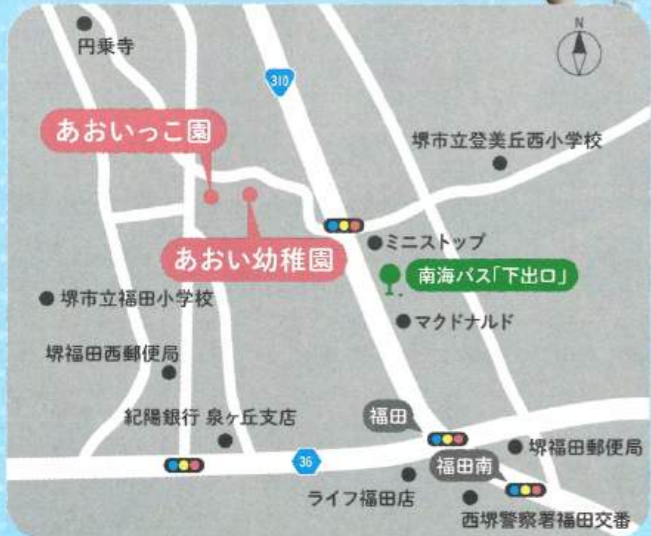 円乗寺
N
310
あおいっこ園
堺市立登美丘西小学校
あおい幼稚園
ミニストップ
南海バス「下出口」
堺市立福田小学校
マクドナルド
堺福田西郵便局
紀陽銀行 泉ヶ丘支店
福田
堺福田郵便局
36
福田南
ライフ福田店
西堺警察署福田交番